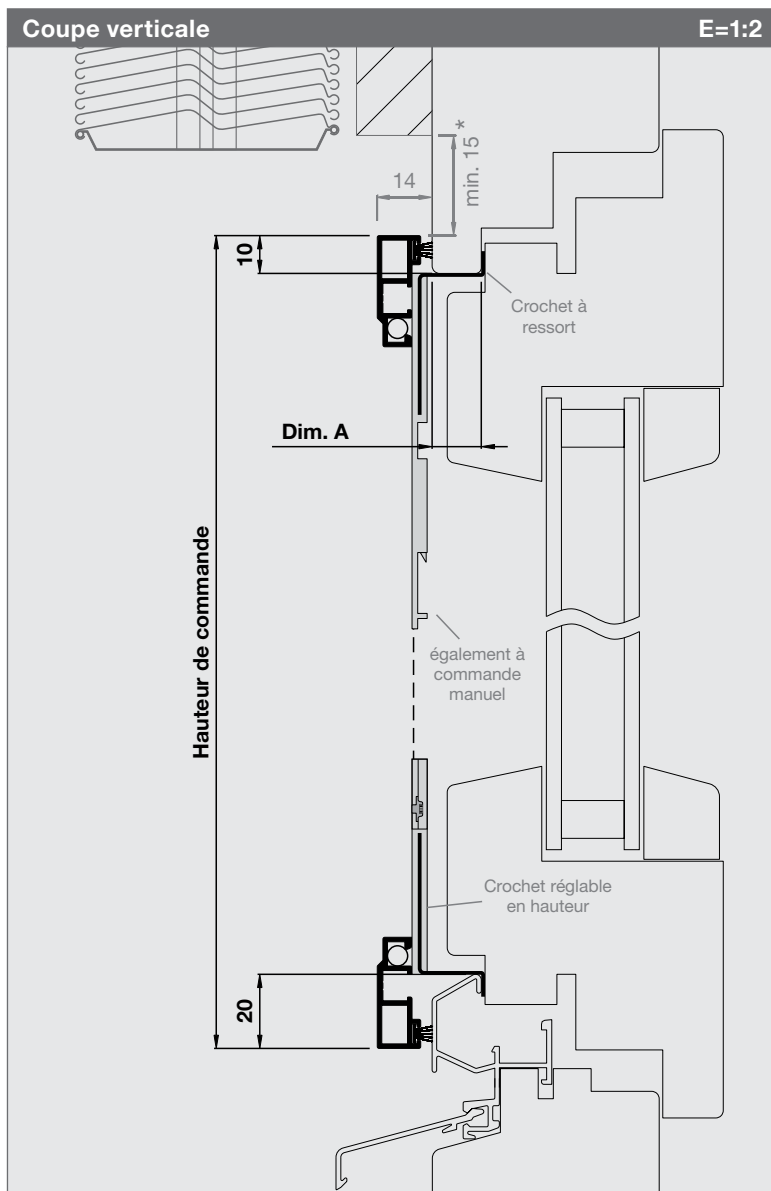 Coupe verticale E=1:2
min. 15*
14
10
Crochet à
ressort
Dim. A
Hauteur de commande
également à
commande
manuel
Crochet réglable
en hauteur
20